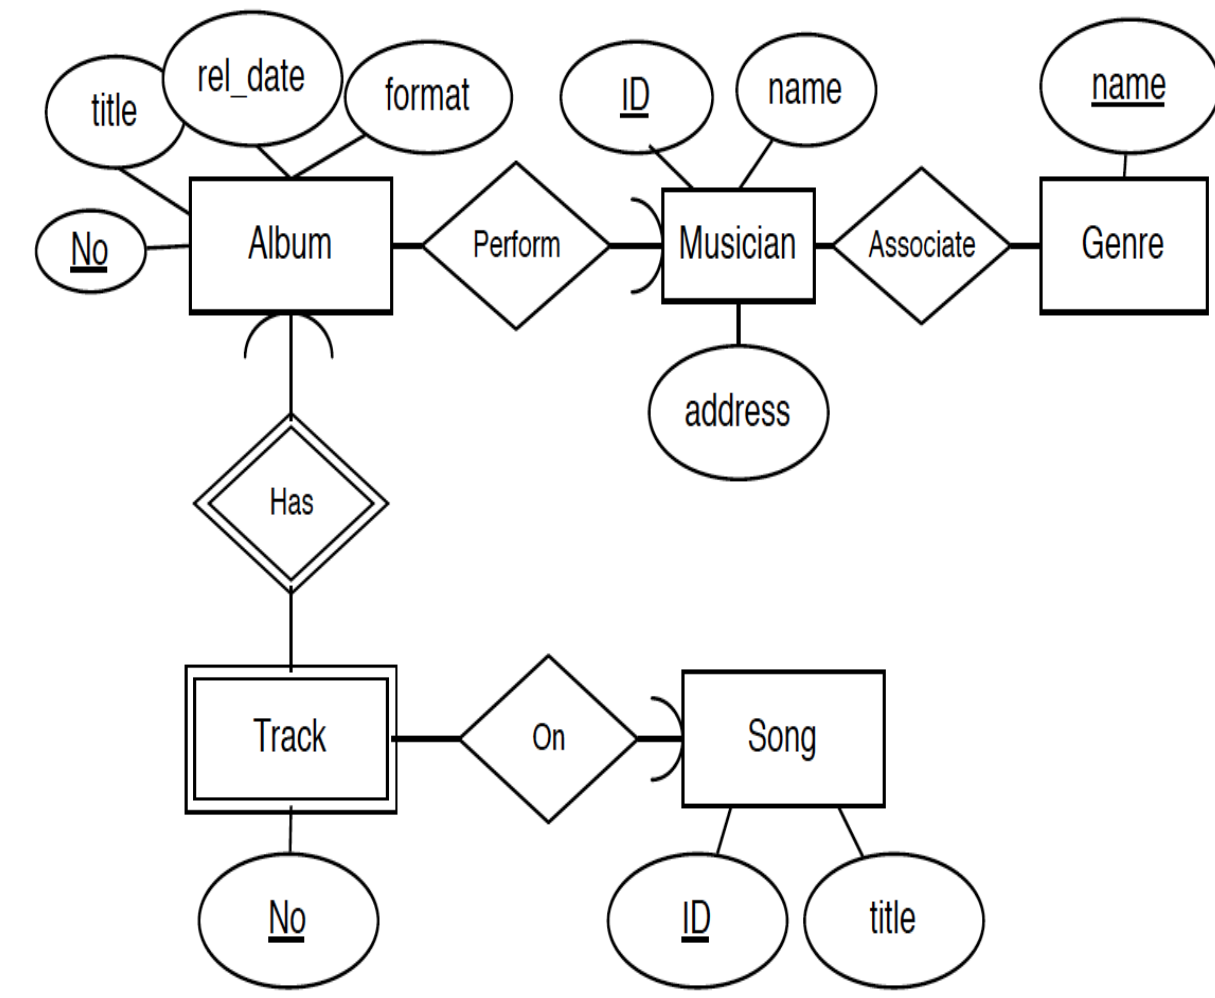 title
rel_date
format
ID
name
name
No
Album
Perform
Musician
Associate
Genre
address
Has
Track
On
Song
No
ID
title